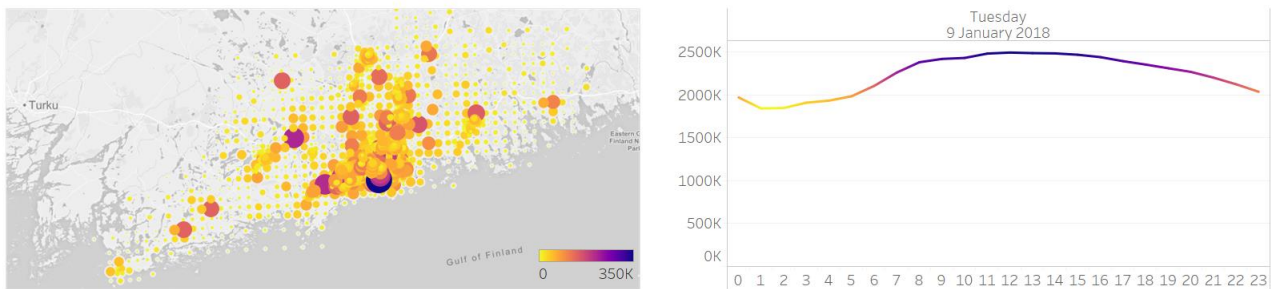 Turku
Eastern G
Finland N
Par
Gulf of Finland
0
350K
Tuesday
9 January 2018
2500K
2000K
1500K
1000K
500K
0K
0 1 2 3 4 5 6 7 8 9 10 11 12 13 14 15 16 17 18 19 20 21 22 23